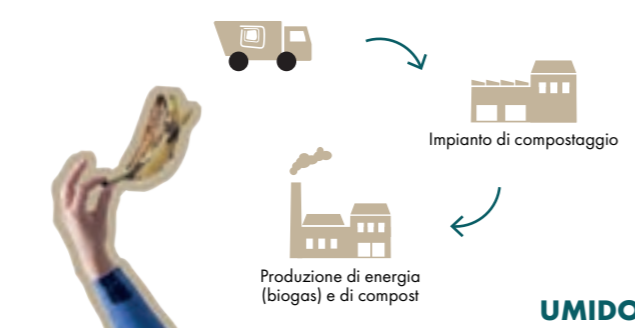 Impianto di compostaggio
Produzione di energia
(biogas) e di compost
UMIDO